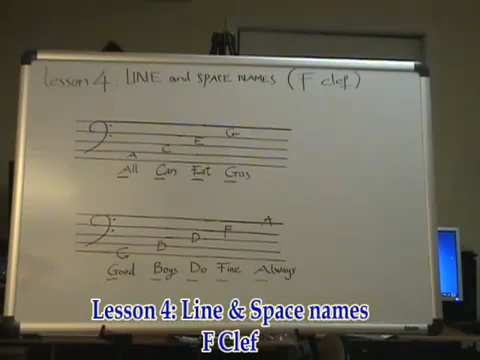 Lesson 4: LINE and SPACE NAMES (F clef)
A C E G
All Cars Eat Gas
G B D F A
Good Boys Do Fine Always
Lesson 4: Line & Space names
F Clef